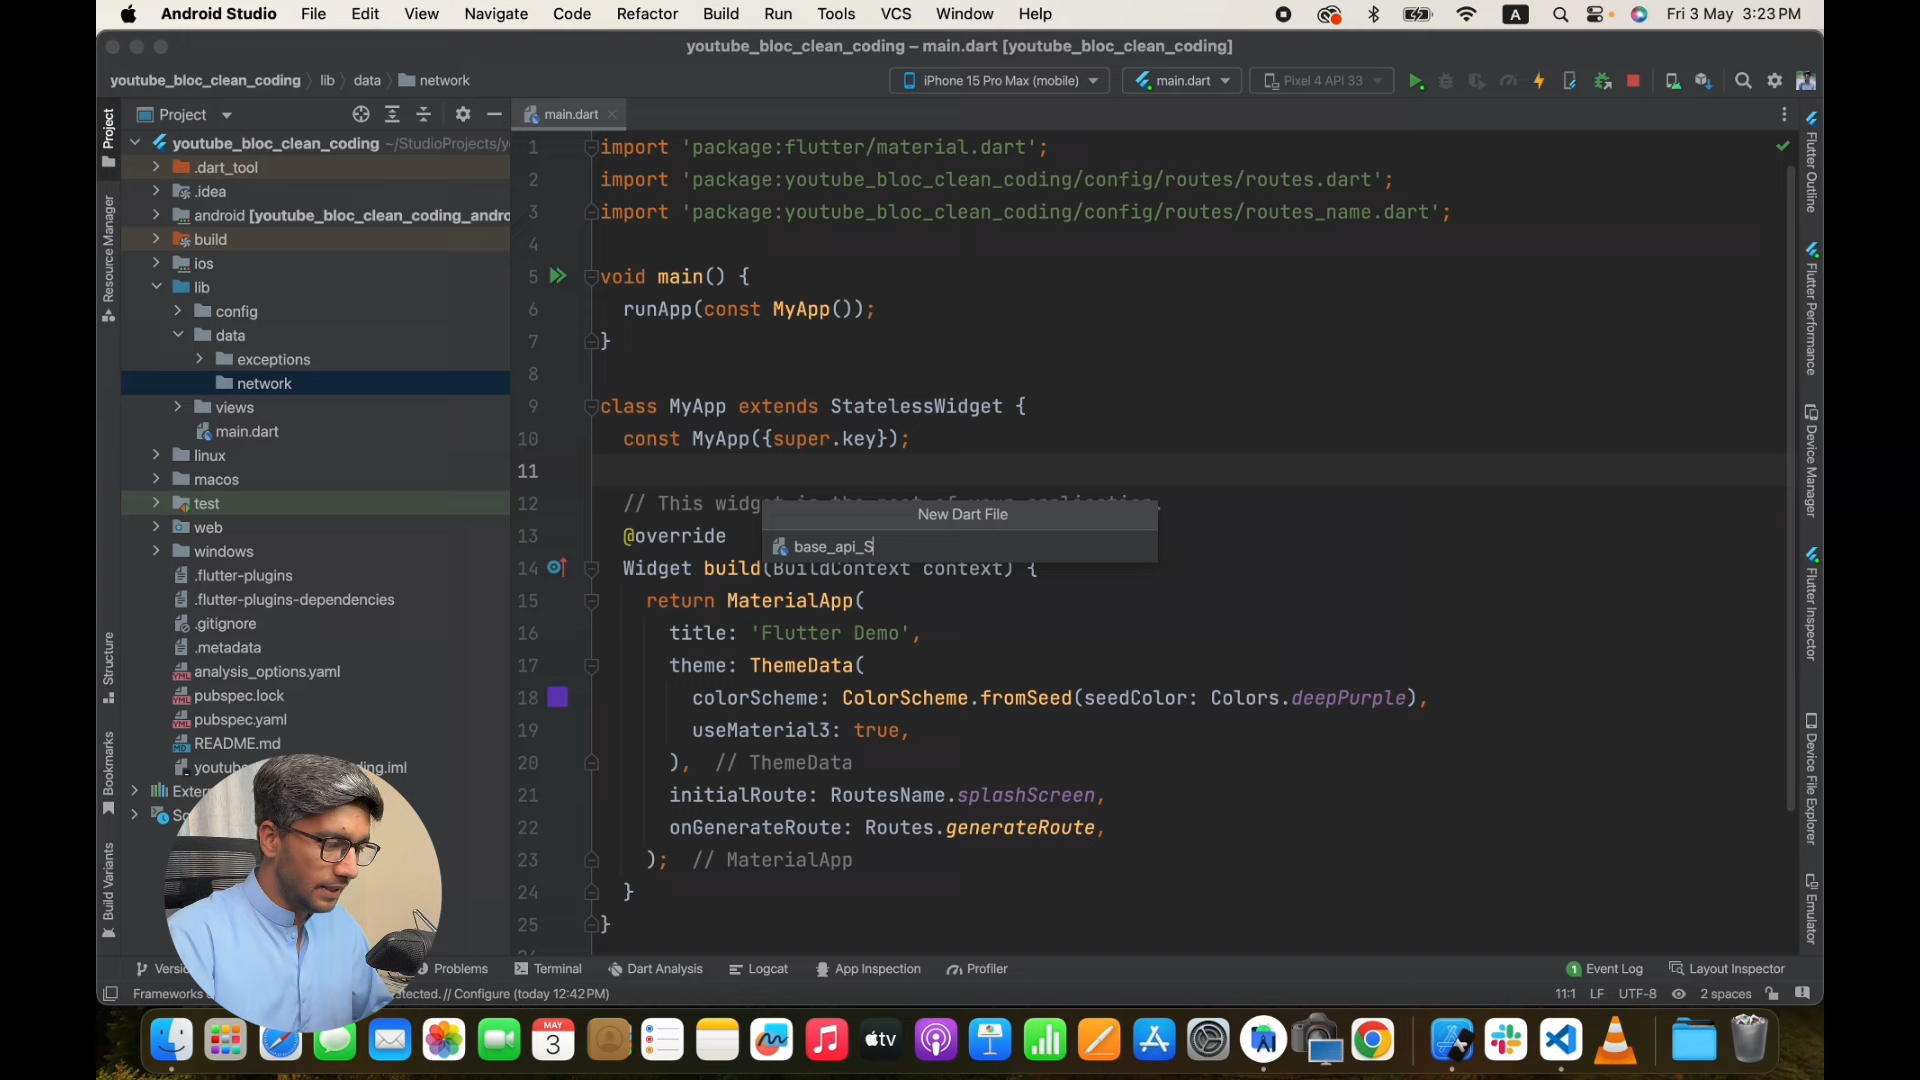 Android Studio File Edit View Navigate Code Refactor Build Run Tools VCS Window Help A Fri 3 May 3:23 PM
youtube_bloc_clean_coding – main.dart [youtube_bloc_clean_coding]
youtube_bloc_clean_coding lib data network iPhone 15 Pro Max (mobile) main.dart Pixel 4 API 33
Project
main.dart
youtube_bloc_clean_coding ~/StudioProjects/y
.dart_tool
.idea
android [youtube_bloc_clean_coding_andro
build
ios
lib
config
data
exceptions
network
views
main.dart
linux
macos
test
web
windows
.flutter-plugins
.flutter-plugins-dependencies
.gitignore
.metadata
analysis_options.yaml
pubspec.lock
pubspec.yaml
README.md
Project
Resource Manager
Structure
Bookmarks
Build Variants
1 import 'package:flutter/material.dart';
2 import 'package:youtube_bloc_clean_coding/config/routes/routes.dart';
3 import 'package:youtube_bloc_clean_coding/config/routes/routes_name.dart';
4
5 void main() {
6 runApp(const MyApp());
7 }
8
9 class MyApp extends StatelessWidget {
10 const MyApp({super.key});
11
12 // This widget is the root of your application.
New Dart File
base_api_S
13 @override
14 Widget build(BuildContext context) {
15 return MaterialApp(
16 title: 'Flutter Demo',
17 theme: ThemeData(
18 colorScheme: ColorScheme.fromSeed(seedColor: Colors.deepPurple),
19 useMaterial3: true,
20 ), // ThemeData
21 initialRoute: RoutesName.splashScreen,
22 onGenerateRoute: Routes.generateRoute,
23 ); // MaterialApp
24 }
25 }
Flutter Outline
Flutter Performance
Device Manager
Flutter Inspector
Device File Explorer
Emulator
Problems Terminal Dart Analysis Logcat App Inspection Profiler 1 Event Log Layout Inspector
Frameworks // Configure (today 12:42 PM) 11:1 LF UTF-8 2 spaces
MAY
3
tv